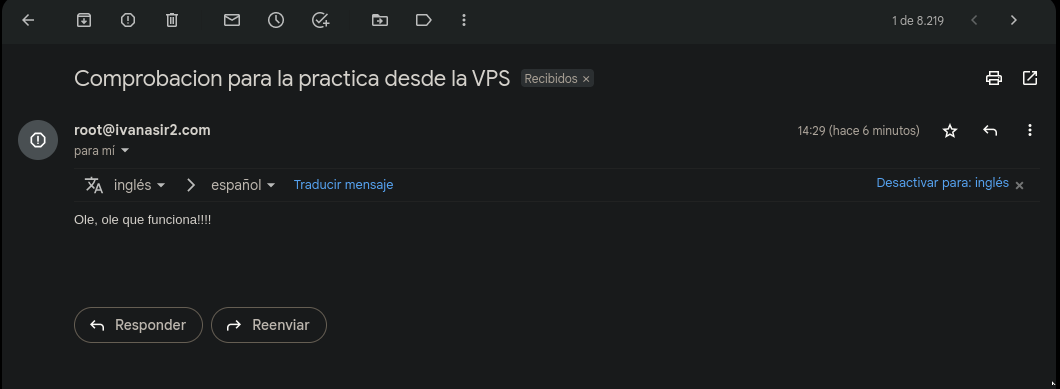 1 de 8.219
Comprobacion para la practica desde la VPS Recibidos ×
root@ivanasir2.com 14:29 (hace 6 minutos)
para mí
inglés español Traducir mensaje Desactivar para: inglés ×
Ole, ole que funciona!!!!
Responder Reenviar